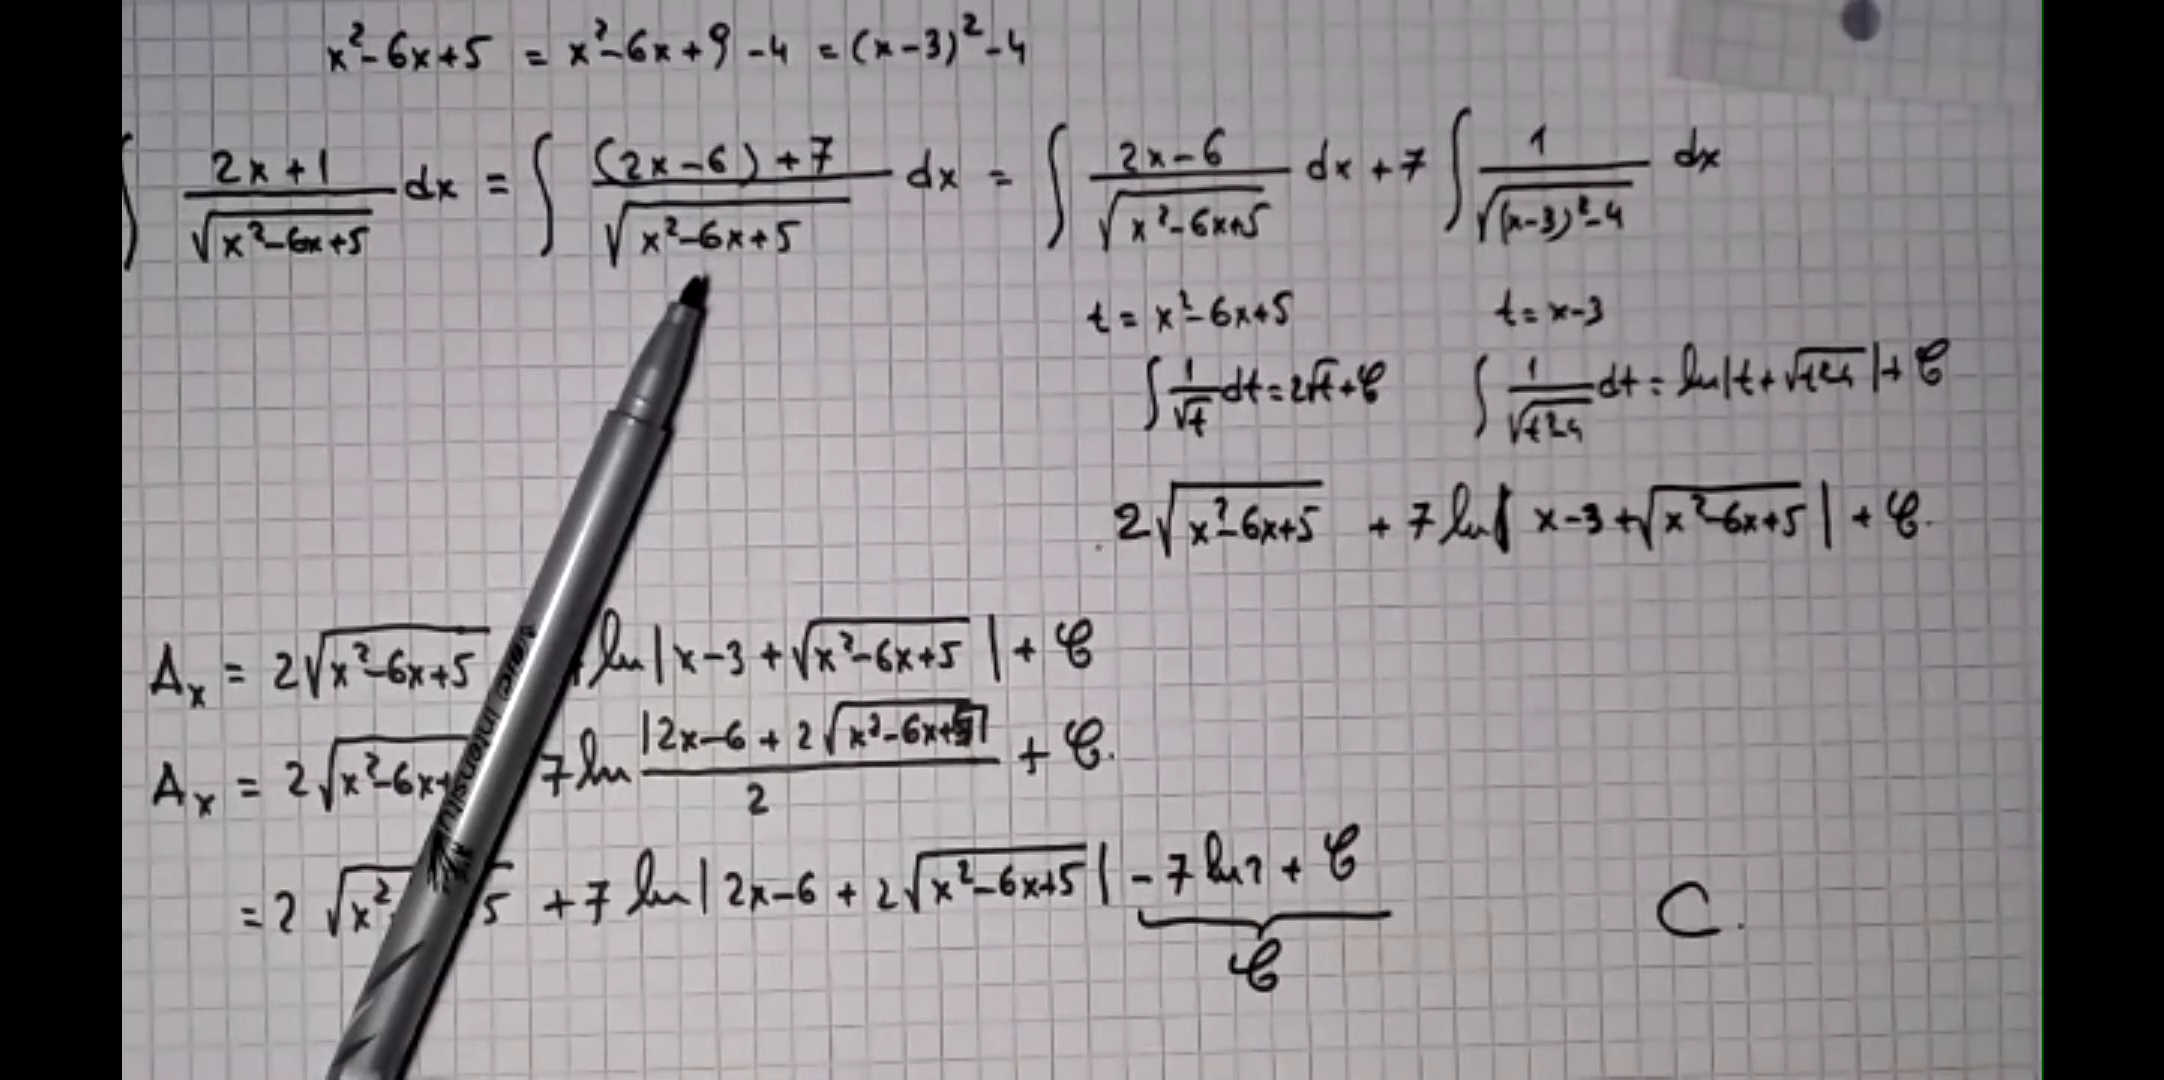 x²-6x+5 = x²-6x+9-4 = (x-3)²-4
∫ (2x+1)/√(x²-6x+5) dx = ∫ ((2x-6)+7)/√(x²-6x+5) dx = ∫ (2x-6)/√(x²-6x+5) dx + 7 ∫ 1/√((x-3)²-4) dx
t = x²-6x+5 t = x-3
∫ 1/√t dt = 2√t + C ∫ 1/√(t²-4) dt = ln|t+√(t²-4)| + C
2√(x²-6x+5) + 7 ln| x-3+√(x²-6x+5) | + C.
Aₓ = 2√(x²-6x+5) ln|x-3+√(x²-6x+5)| + C
Aₓ = 2√(x²-6x+ 7 ln |2x-6+2√(x²-6x+5)|/2 + C.
= 2√(x² 5 + 7 ln| 2x-6 + 2√(x²-6x+5) | - 7 ln 2 + C
C
C.